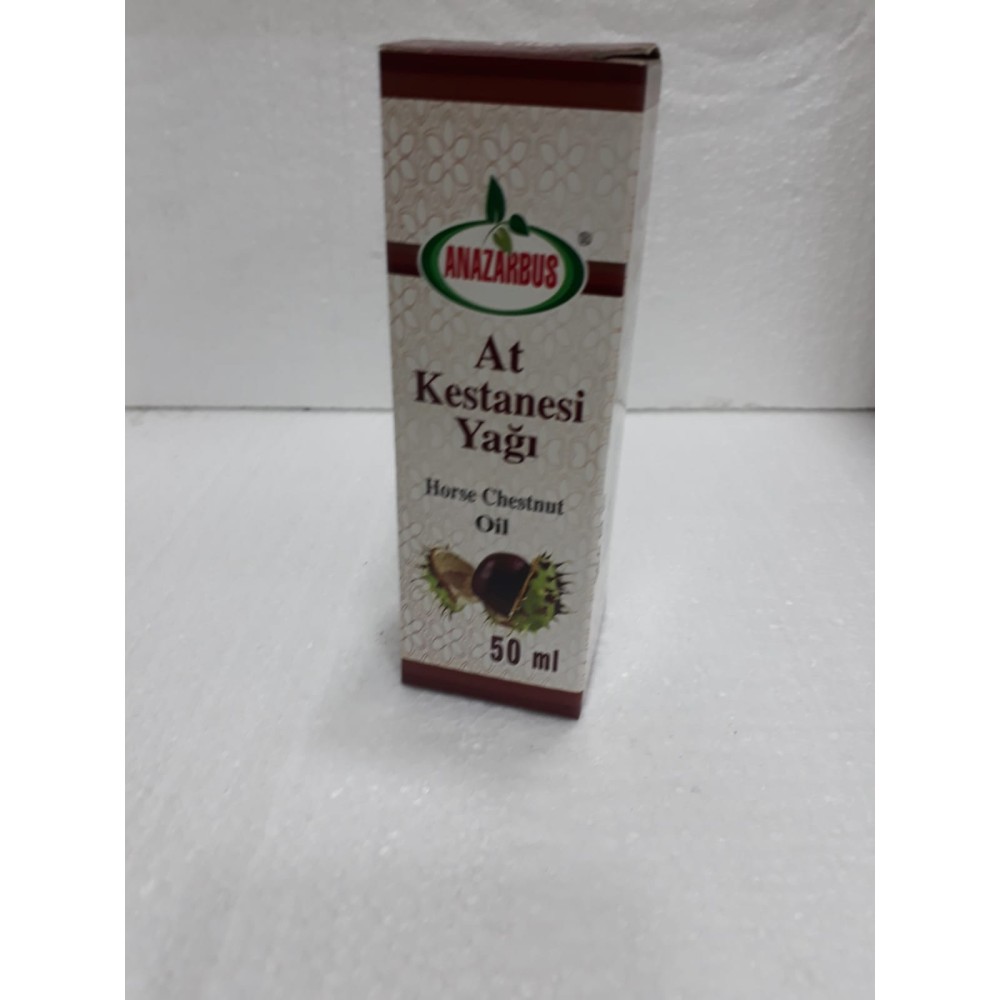 ANAZARBUS ®
At
Kestanesi
Yağı
Horse Chestnut
Oil
50 ml